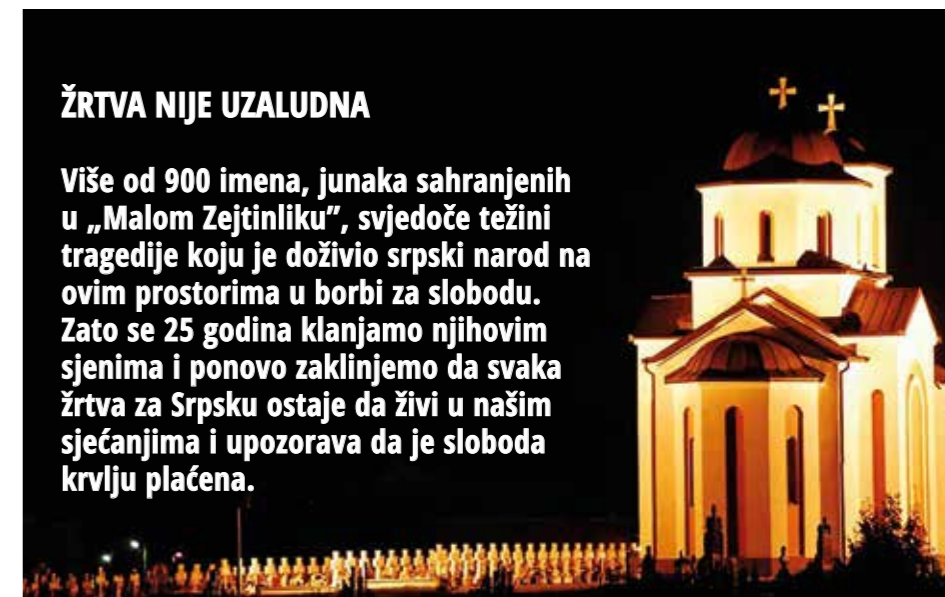 ŽRTVA NIJE UZALUDNA
Više od 900 imena, junaka sahranjenih
u „Malom Zejtinliku”, svjedoče težini
tragedije koju je doživio srpski narod na
ovim prostorima u borbi za slobodu.
Zato se 25 godina klanjamo njihovim
sjenima i ponovo zaklinjemo da svaka
žrtva za Srpsku ostaje da živi u našim
sjećanjima i upozorava da je sloboda
krvlju plaćena.